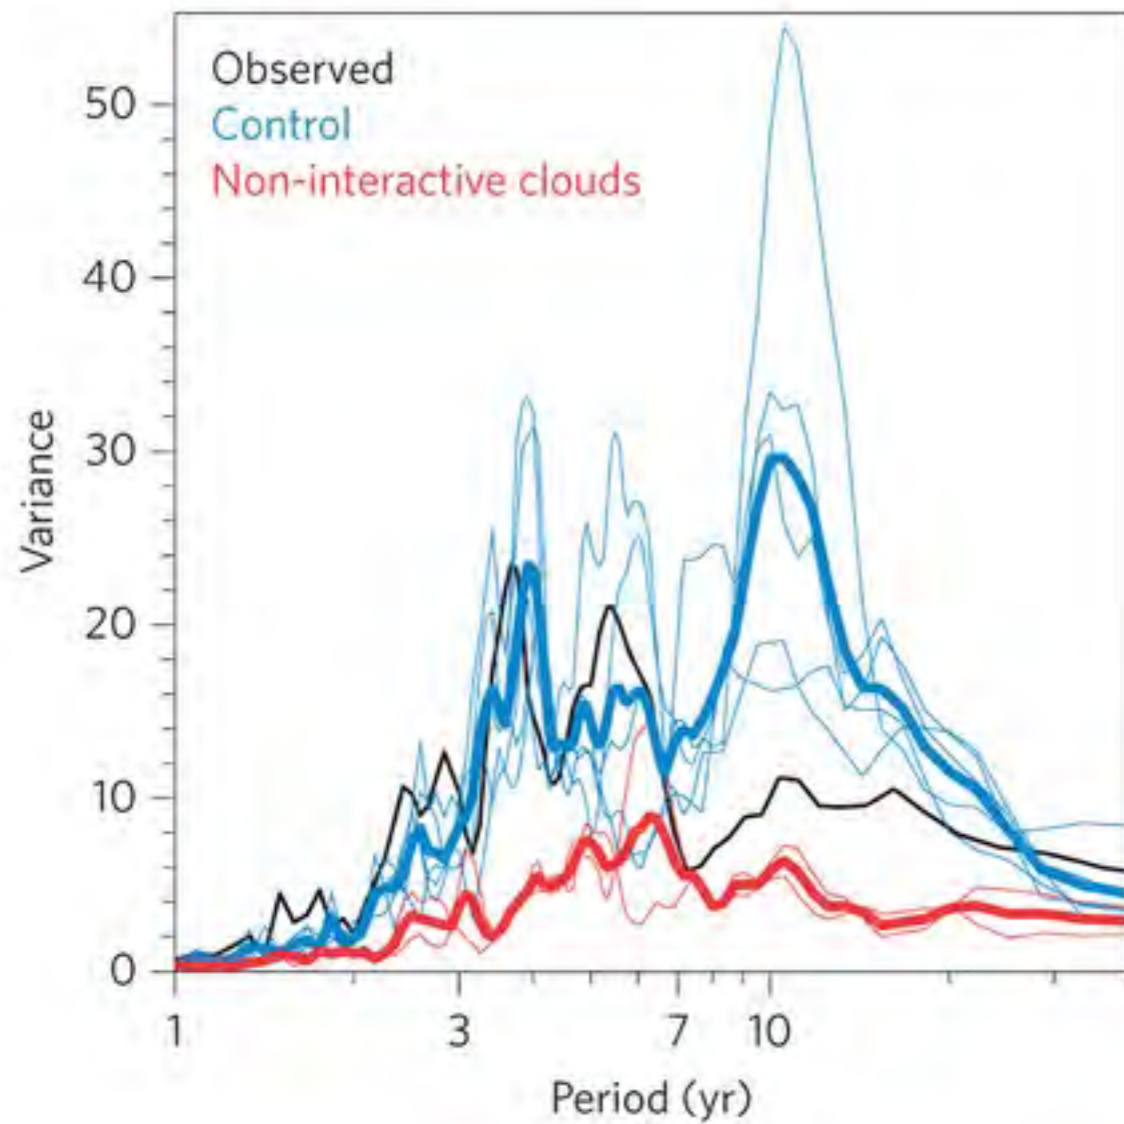 Observed
Control
Non-interactive clouds
50
40
30
20
10
0
Variance
1 3 7 10
Period (yr)